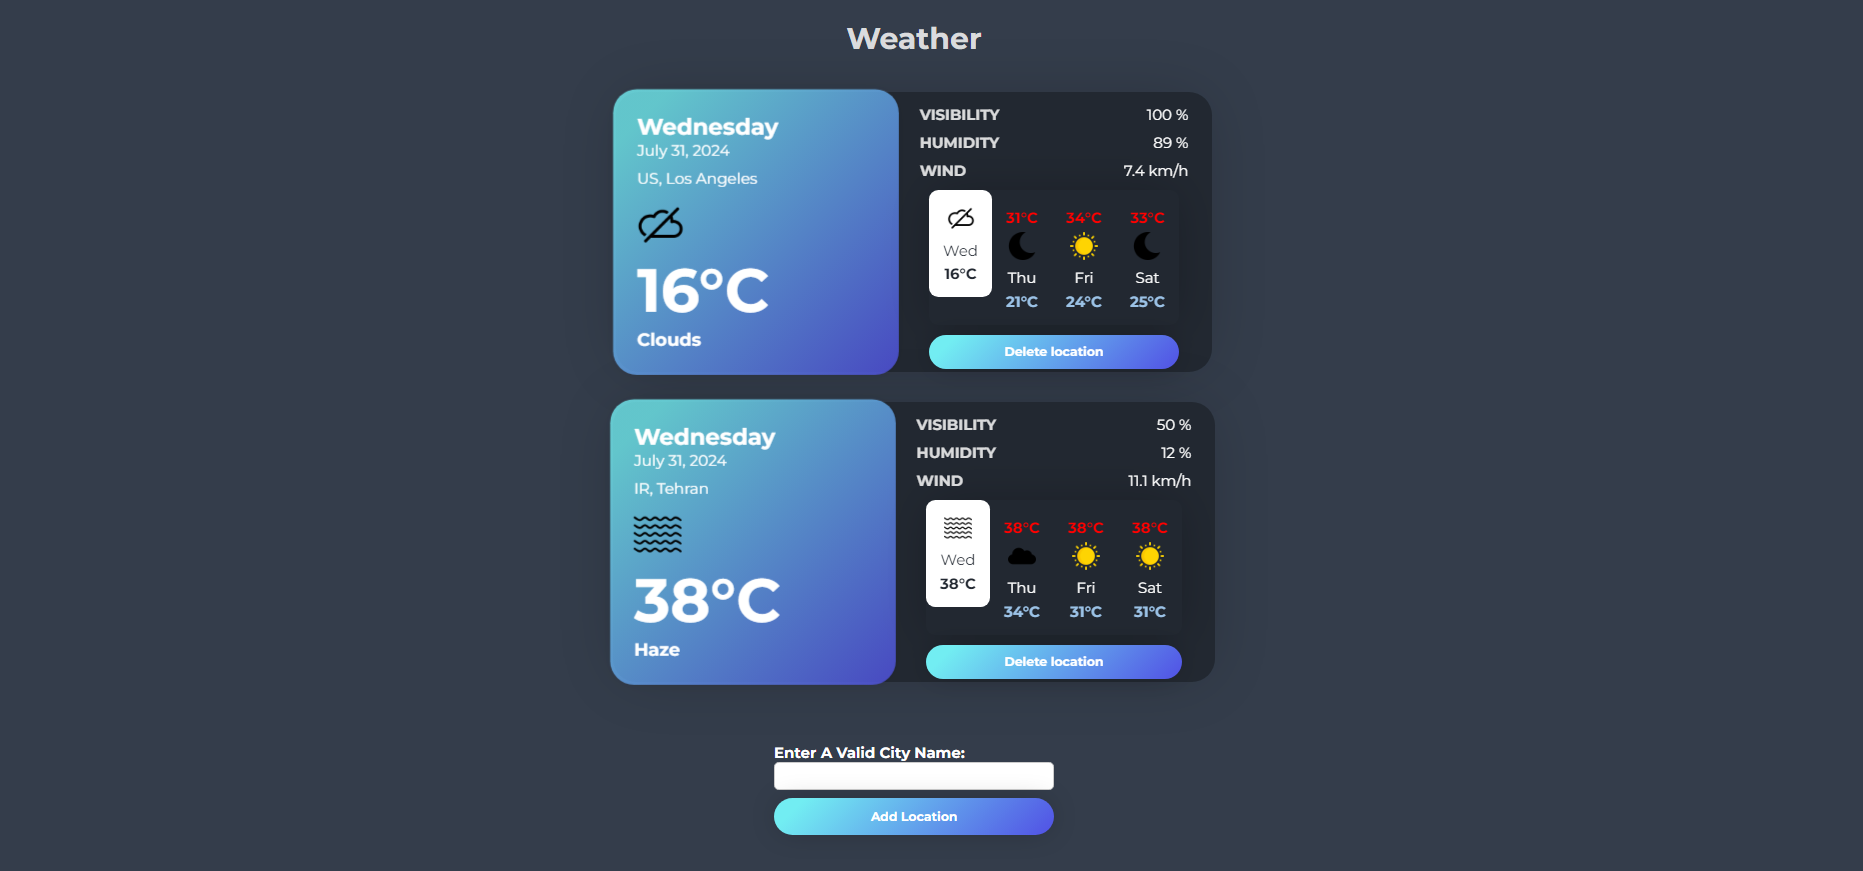 Weather
Wednesday
July 31, 2024
US, Los Angeles
16°C
Clouds
VISIBILITY 100 %
HUMIDITY 89 %
WIND 7.4 km/h
Wed
16°C
31°C 34°C 33°C
Thu Fri Sat
21°C 24°C 25°C
Delete location
Wednesday
July 31, 2024
IR, Tehran
38°C
Haze
VISIBILITY 50 %
HUMIDITY 12 %
WIND 11.1 km/h
Wed
38°C
38°C 38°C 38°C
Thu Fri Sat
34°C 31°C 31°C
Delete location
Enter A Valid City Name:
Add Location